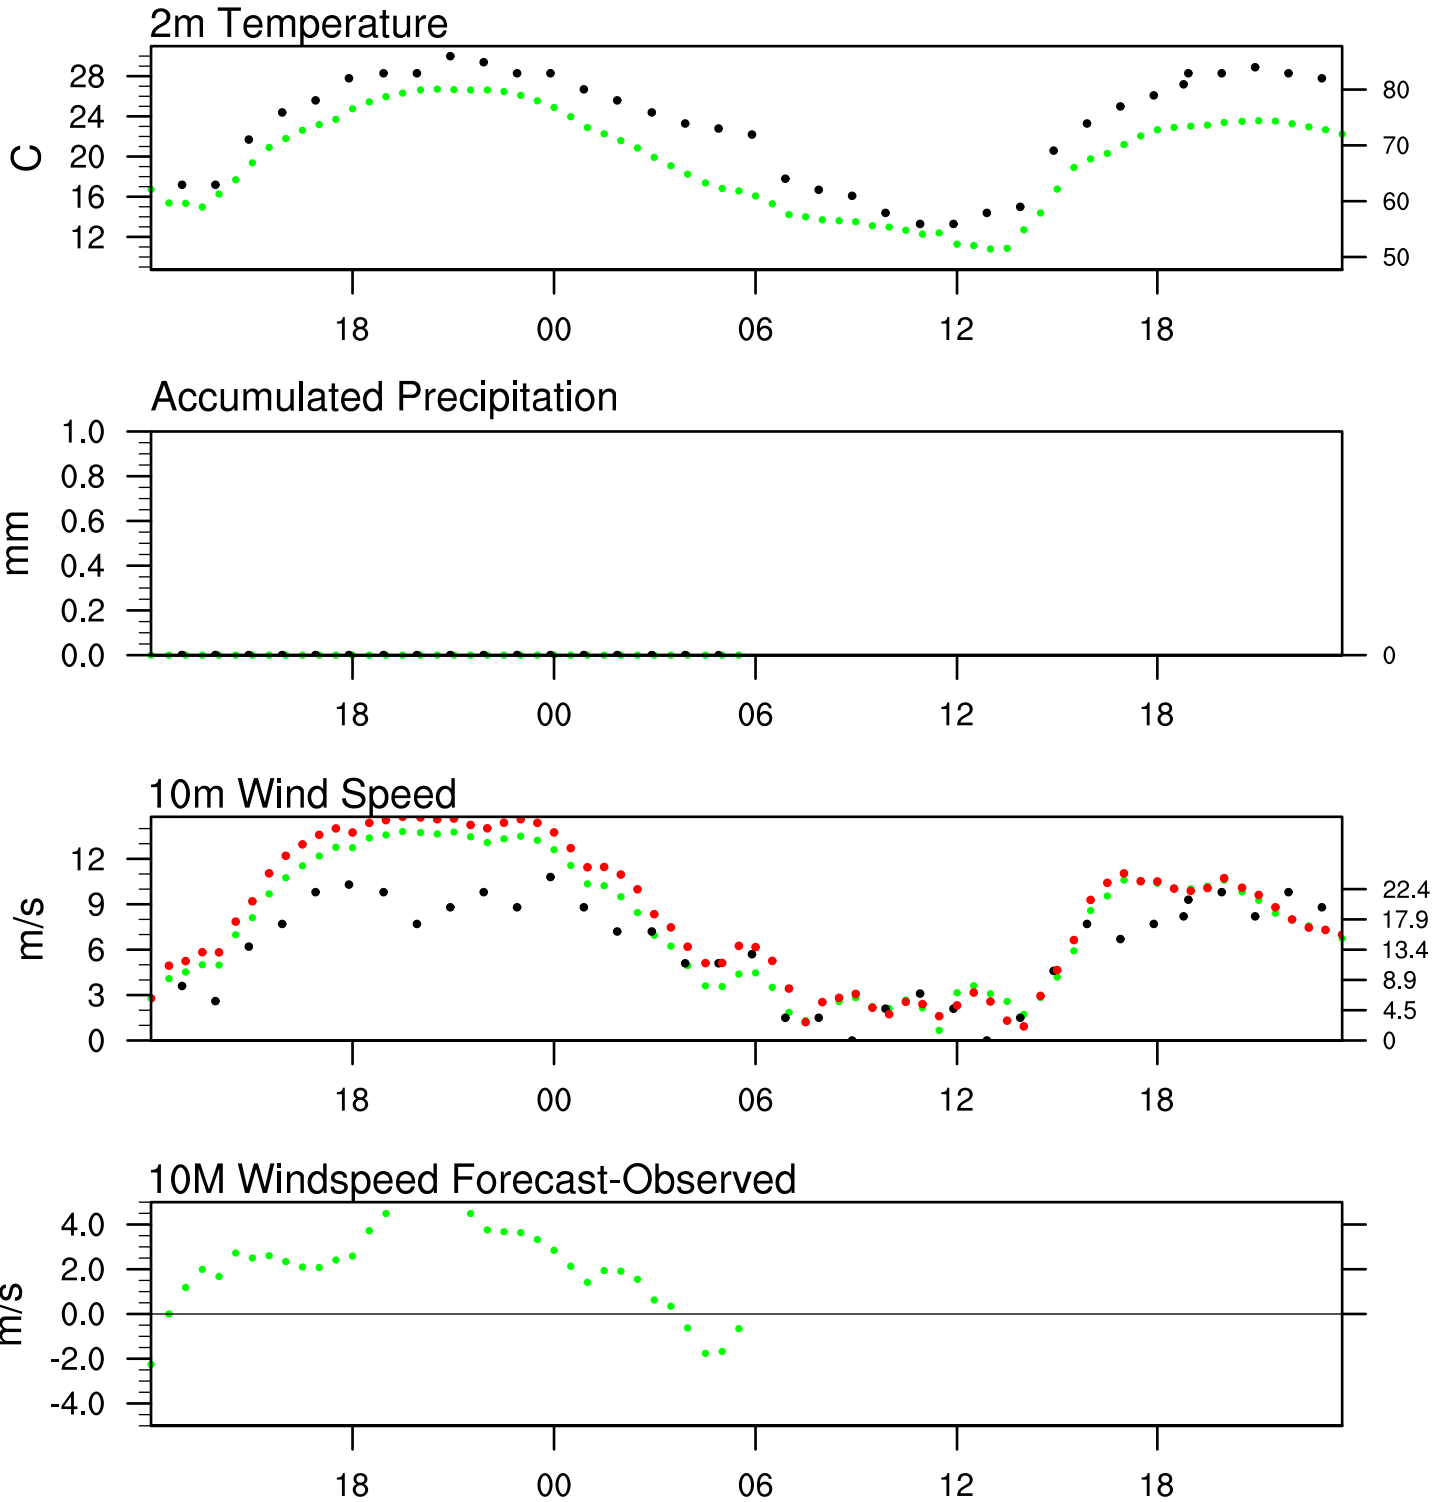 2m Temperature
C
28
24
20
16
12
80
70
60
50
18 00 06 12 18
Accumulated Precipitation
mm
1.0
0.8
0.6
0.4
0.2
0.0
0
18 00 06 12 18
10m Wind Speed
m/s
12
9
6
3
0
22.4
17.9
13.4
8.9
4.5
0
18 00 06 12 18
10M Windspeed Forecast-Observed
m/s
4.0
2.0
0.0
-2.0
-4.0
18 00 06 12 18